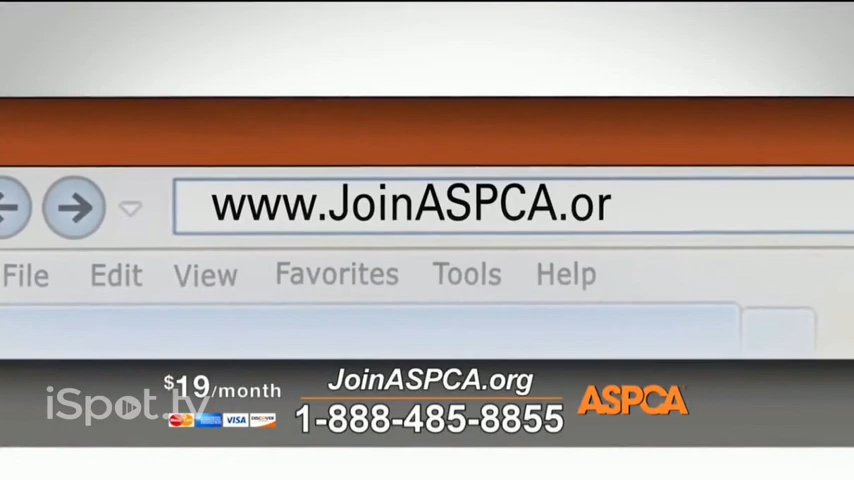 www.JoinASPCA.or
File Edit View Favorites Tools Help
$19/month
JoinASPCA.org
1-888-485-8855
ASPCA
iSpot.tv
VISA
DISCOVER